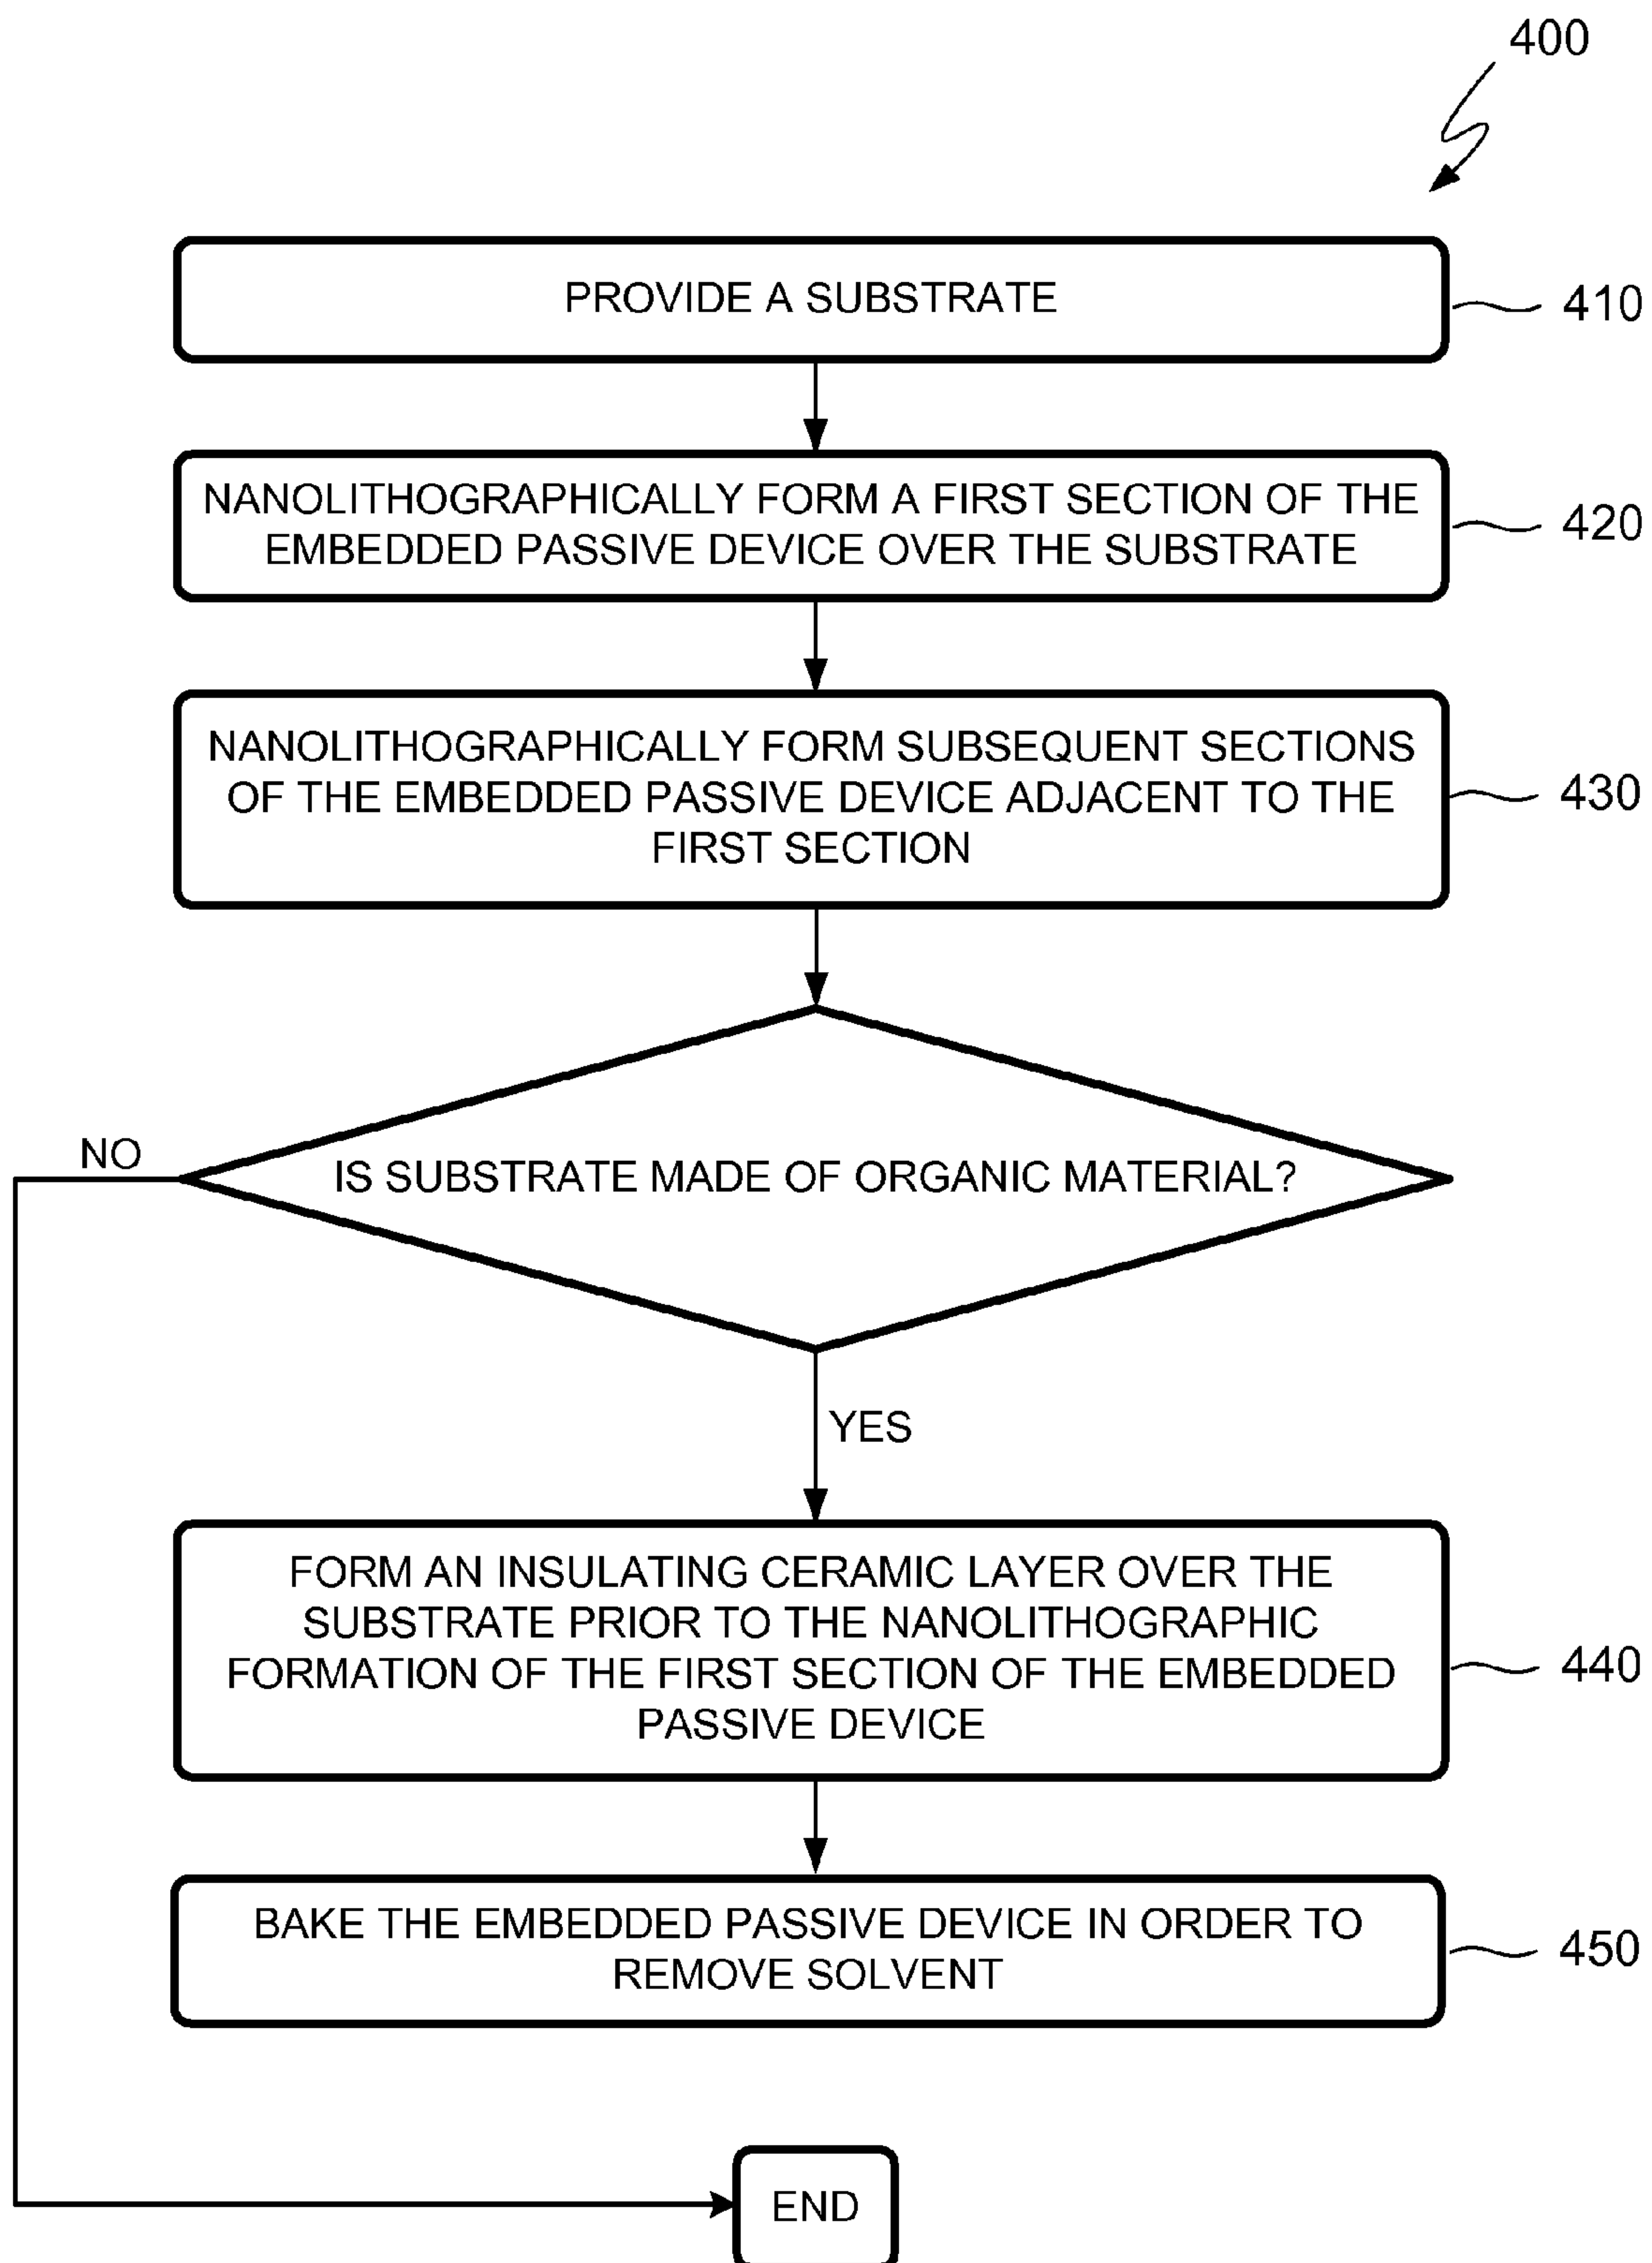 400
PROVIDE A SUBSTRATE
410
NANOLITHOGRAPHICALLY FORM A FIRST SECTION OF THE
EMBEDDED PASSIVE DEVICE OVER THE SUBSTRATE
420
NANOLITHOGRAPHICALLY FORM SUBSEQUENT SECTIONS
OF THE EMBEDDED PASSIVE DEVICE ADJACENT TO THE
FIRST SECTION
430
NO
IS SUBSTRATE MADE OF ORGANIC MATERIAL?
YES
FORM AN INSULATING CERAMIC LAYER OVER THE
SUBSTRATE PRIOR TO THE NANOLITHOGRAPHIC
FORMATION OF THE FIRST SECTION OF THE EMBEDDED
PASSIVE DEVICE
440
BAKE THE EMBEDDED PASSIVE DEVICE IN ORDER TO
REMOVE SOLVENT
450
END